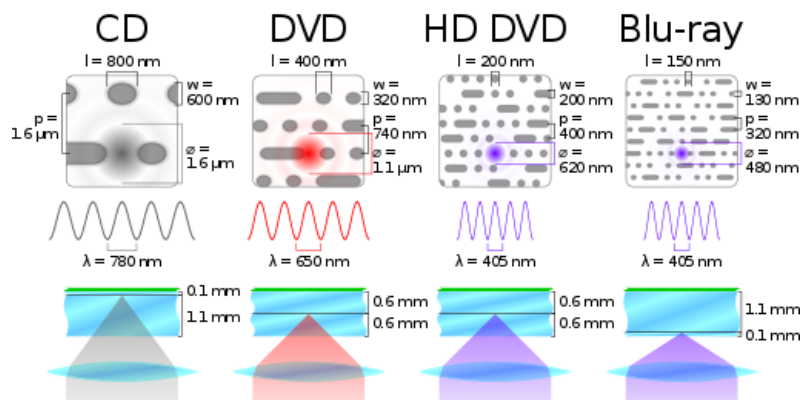 CD
DVD
HD DVD
Blu-ray
l = 800 nm
l = 400 nm
l = 200 nm
l = 150 nm
w =
600 nm
p =
1.6 µm
⌀ =
1.6 µm
w =
320 nm
p =
740 nm
⌀ =
1.1 µm
w =
200 nm
p =
400 nm
⌀ =
620 nm
w =
130 nm
p =
320 nm
⌀ =
480 nm
λ = 780 nm
λ = 650 nm
λ = 405 nm
λ = 405 nm
0.1 mm
1.1 mm
0.6 mm
0.6 mm
0.6 mm
0.6 mm
1.1 mm
0.1 mm